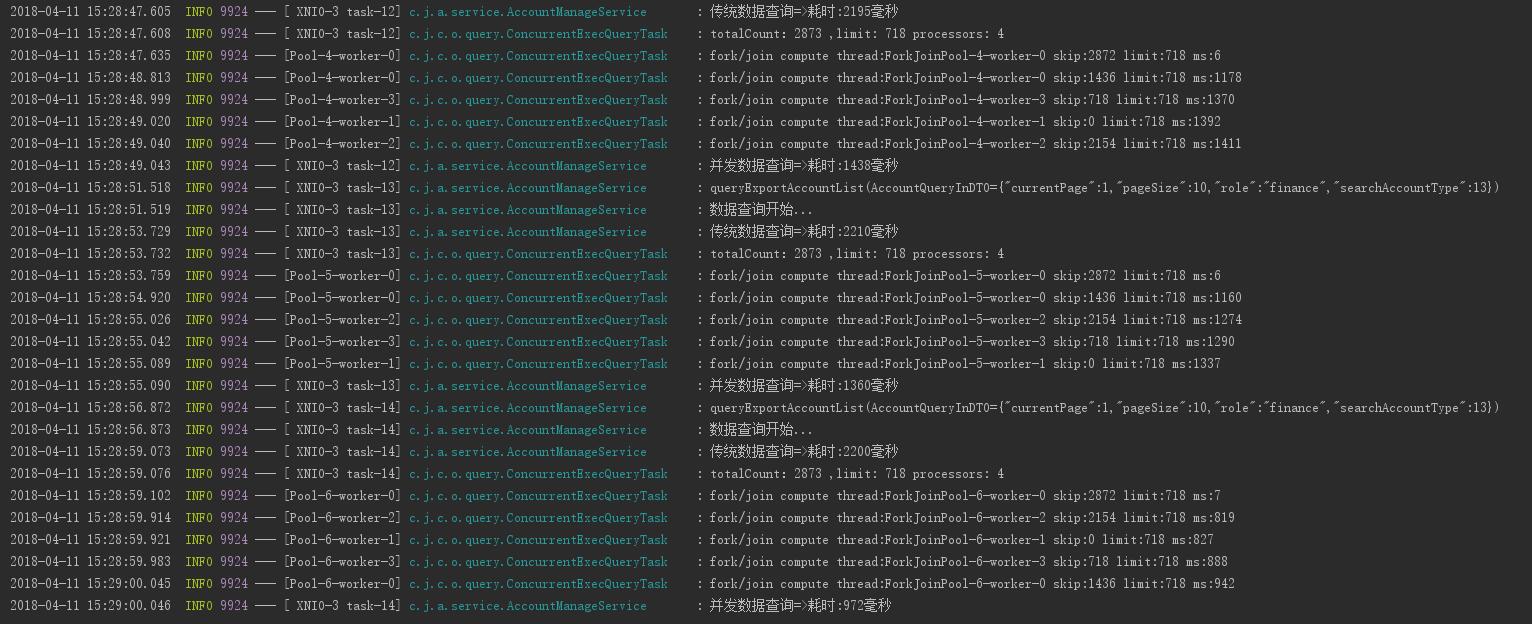 2018-04-11 15:28:47.605 INFO 9924 --- [ XNIO-3 task-12] c.j.a.service.AccountManageService : 传统数据查询=>耗时:2195毫秒
2018-04-11 15:28:47.608 INFO 9924 --- [ XNIO-3 task-12] c.j.c.o.query.ConcurrentExecQueryTask : totalCount: 2873 ,limit: 718 processors: 4
2018-04-11 15:28:47.635 INFO 9924 --- [Pool-4-worker-0] c.j.c.o.query.ConcurrentExecQueryTask : fork/join compute thread:ForkJoinPool-4-worker-0 skip:2872 limit:718 ms:6
2018-04-11 15:28:48.813 INFO 9924 --- [Pool-4-worker-0] c.j.c.o.query.ConcurrentExecQueryTask : fork/join compute thread:ForkJoinPool-4-worker-0 skip:1436 limit:718 ms:1178
2018-04-11 15:28:48.999 INFO 9924 --- [Pool-4-worker-3] c.j.c.o.query.ConcurrentExecQueryTask : fork/join compute thread:ForkJoinPool-4-worker-3 skip:718 limit:718 ms:1370
2018-04-11 15:28:49.020 INFO 9924 --- [Pool-4-worker-1] c.j.c.o.query.ConcurrentExecQueryTask : fork/join compute thread:ForkJoinPool-4-worker-1 skip:0 limit:718 ms:1392
2018-04-11 15:28:49.040 INFO 9924 --- [Pool-4-worker-2] c.j.c.o.query.ConcurrentExecQueryTask : fork/join compute thread:ForkJoinPool-4-worker-2 skip:2154 limit:718 ms:1411
2018-04-11 15:28:49.043 INFO 9924 --- [ XNIO-3 task-12] c.j.a.service.AccountManageService : 并发数据查询=>耗时:1438毫秒
2018-04-11 15:28:51.518 INFO 9924 --- [ XNIO-3 task-13] c.j.a.service.AccountManageService : queryExportAccountList(AccountQueryInDTO={"currentPage":1,"pageSize":10,"role":"finance","searchAccountType":13})
2018-04-11 15:28:51.519 INFO 9924 --- [ XNIO-3 task-13] c.j.a.service.AccountManageService : 数据查询开始...
2018-04-11 15:28:53.729 INFO 9924 --- [ XNIO-3 task-13] c.j.a.service.AccountManageService : 传统数据查询=>耗时:2210毫秒
2018-04-11 15:28:53.732 INFO 9924 --- [ XNIO-3 task-13] c.j.c.o.query.ConcurrentExecQueryTask : totalCount: 2873 ,limit: 718 processors: 4
2018-04-11 15:28:53.759 INFO 9924 --- [Pool-5-worker-0] c.j.c.o.query.ConcurrentExecQueryTask : fork/join compute thread:ForkJoinPool-5-worker-0 skip:2872 limit:718 ms:6
2018-04-11 15:28:54.920 INFO 9924 --- [Pool-5-worker-0] c.j.c.o.query.ConcurrentExecQueryTask : fork/join compute thread:ForkJoinPool-5-worker-0 skip:1436 limit:718 ms:1160
2018-04-11 15:28:55.026 INFO 9924 --- [Pool-5-worker-2] c.j.c.o.query.ConcurrentExecQueryTask : fork/join compute thread:ForkJoinPool-5-worker-2 skip:2154 limit:718 ms:1274
2018-04-11 15:28:55.042 INFO 9924 --- [Pool-5-worker-3] c.j.c.o.query.ConcurrentExecQueryTask : fork/join compute thread:ForkJoinPool-5-worker-3 skip:718 limit:718 ms:1290
2018-04-11 15:28:55.089 INFO 9924 --- [Pool-5-worker-1] c.j.c.o.query.ConcurrentExecQueryTask : fork/join compute thread:ForkJoinPool-5-worker-1 skip:0 limit:718 ms:1337
2018-04-11 15:28:55.090 INFO 9924 --- [ XNIO-3 task-13] c.j.a.service.AccountManageService : 并发数据查询=>耗时:1360毫秒
2018-04-11 15:28:56.872 INFO 9924 --- [ XNIO-3 task-14] c.j.a.service.AccountManageService : queryExportAccountList(AccountQueryInDTO={"currentPage":1,"pageSize":10,"role":"finance","searchAccountType":13})
2018-04-11 15:28:56.873 INFO 9924 --- [ XNIO-3 task-14] c.j.a.service.AccountManageService : 数据查询开始...
2018-04-11 15:28:59.073 INFO 9924 --- [ XNIO-3 task-14] c.j.a.service.AccountManageService : 传统数据查询=>耗时:2200毫秒
2018-04-11 15:28:59.076 INFO 9924 --- [ XNIO-3 task-14] c.j.c.o.query.ConcurrentExecQueryTask : totalCount: 2873 ,limit: 718 processors: 4
2018-04-11 15:28:59.102 INFO 9924 --- [Pool-6-worker-0] c.j.c.o.query.ConcurrentExecQueryTask : fork/join compute thread:ForkJoinPool-6-worker-0 skip:2872 limit:718 ms:7
2018-04-11 15:28:59.914 INFO 9924 --- [Pool-6-worker-2] c.j.c.o.query.ConcurrentExecQueryTask : fork/join compute thread:ForkJoinPool-6-worker-2 skip:2154 limit:718 ms:819
2018-04-11 15:28:59.921 INFO 9924 --- [Pool-6-worker-1] c.j.c.o.query.ConcurrentExecQueryTask : fork/join compute thread:ForkJoinPool-6-worker-1 skip:0 limit:718 ms:827
2018-04-11 15:28:59.983 INFO 9924 --- [Pool-6-worker-3] c.j.c.o.query.ConcurrentExecQueryTask : fork/join compute thread:ForkJoinPool-6-worker-3 skip:718 limit:718 ms:888
2018-04-11 15:29:00.045 INFO 9924 --- [Pool-6-worker-0] c.j.c.o.query.ConcurrentExecQueryTask : fork/join compute thread:ForkJoinPool-6-worker-0 skip:1436 limit:718 ms:942
2018-04-11 15:29:00.046 INFO 9924 --- [ XNIO-3 task-14] c.j.a.service.AccountManageService : 并发数据查询=>耗时:972毫秒